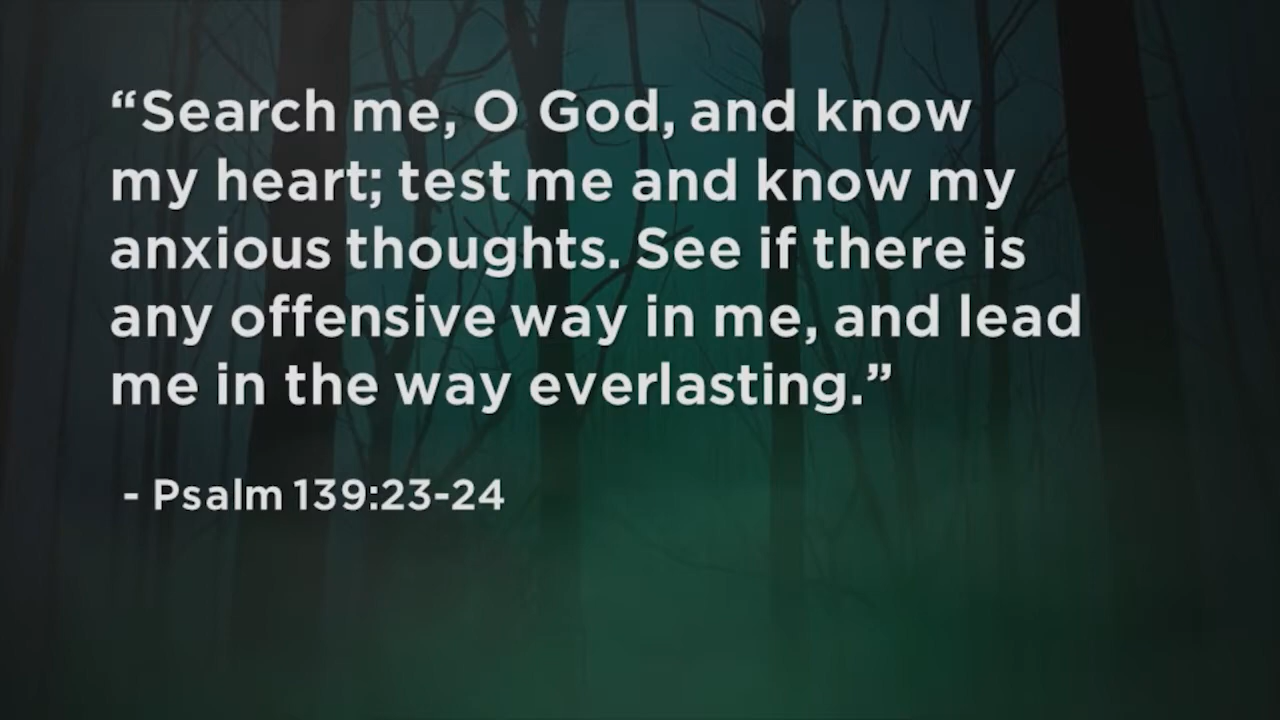 “Search me, O God, and know
my heart; test me and know my
anxious thoughts. See if there is
any offensive way in me, and lead
me in the way everlasting.”
- Psalm 139:23-24